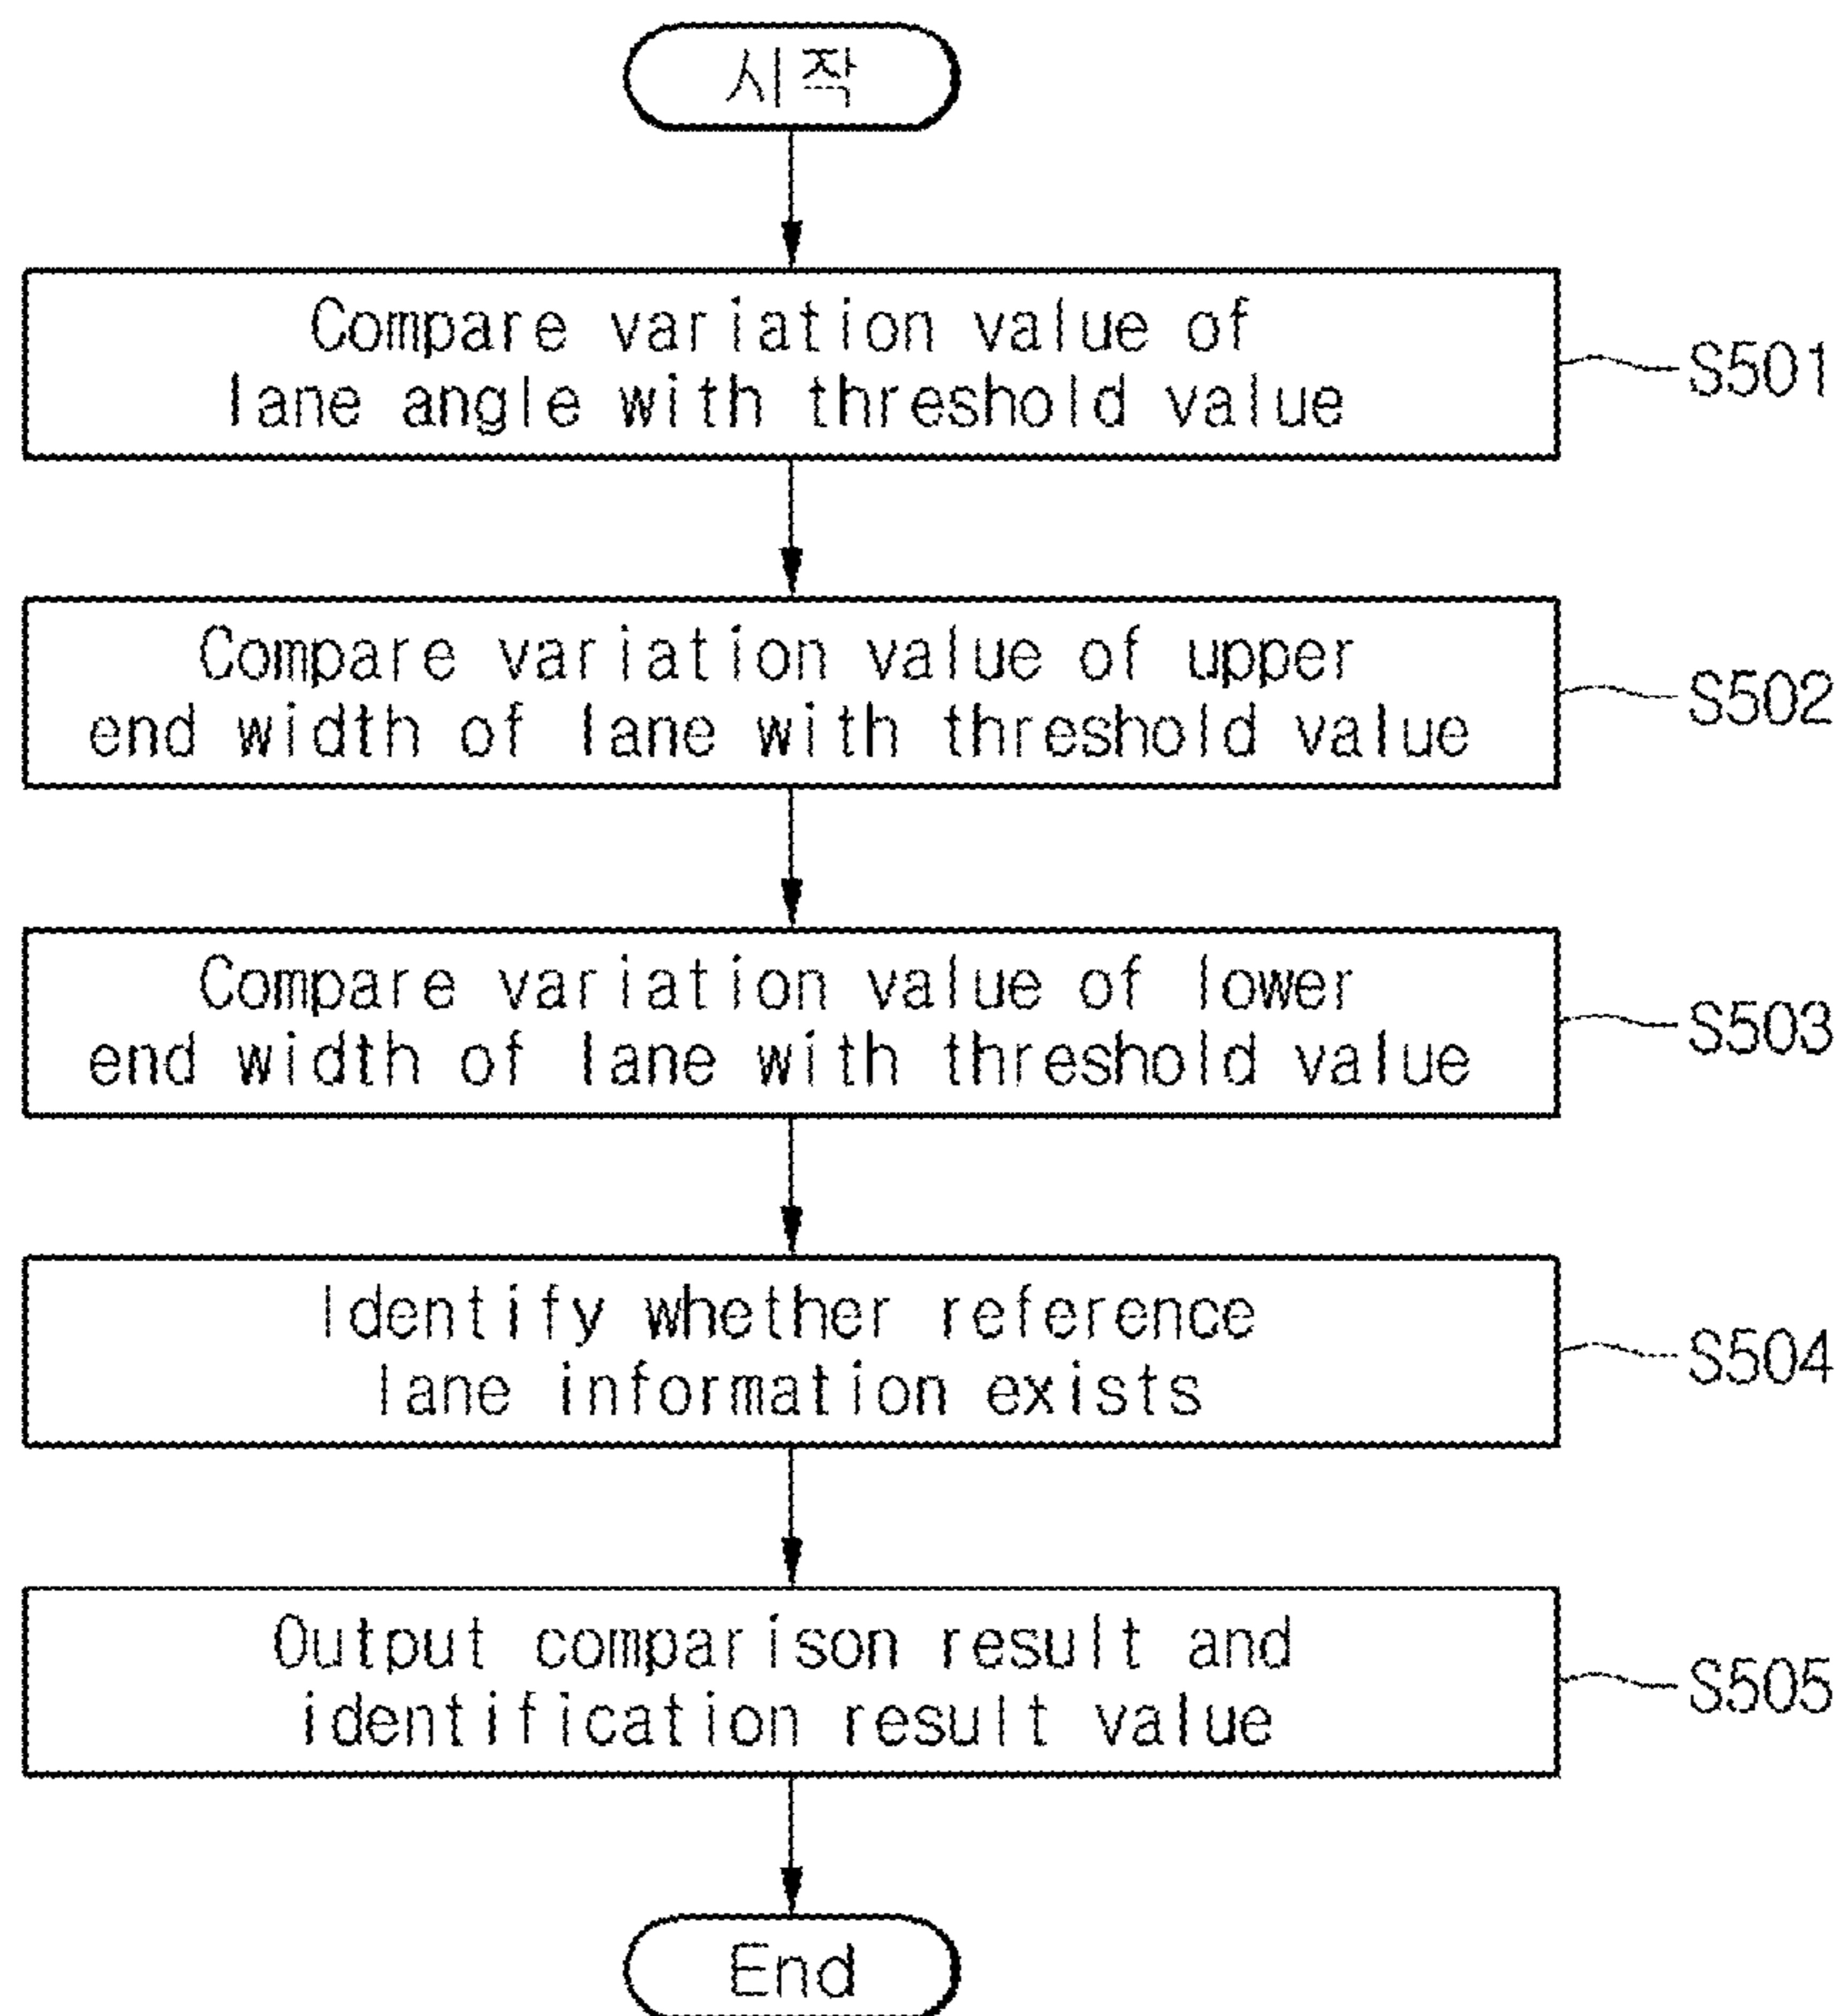 시작
Compare variation value of
lane angle with threshold value
S501
Compare variation value of upper
end width of lane with threshold value
S502
Compare variation value of lower
end width of lane with threshold value
S503
Identify whether reference
lane information exists
S504
Output comparison result and
identification result value
S505
End